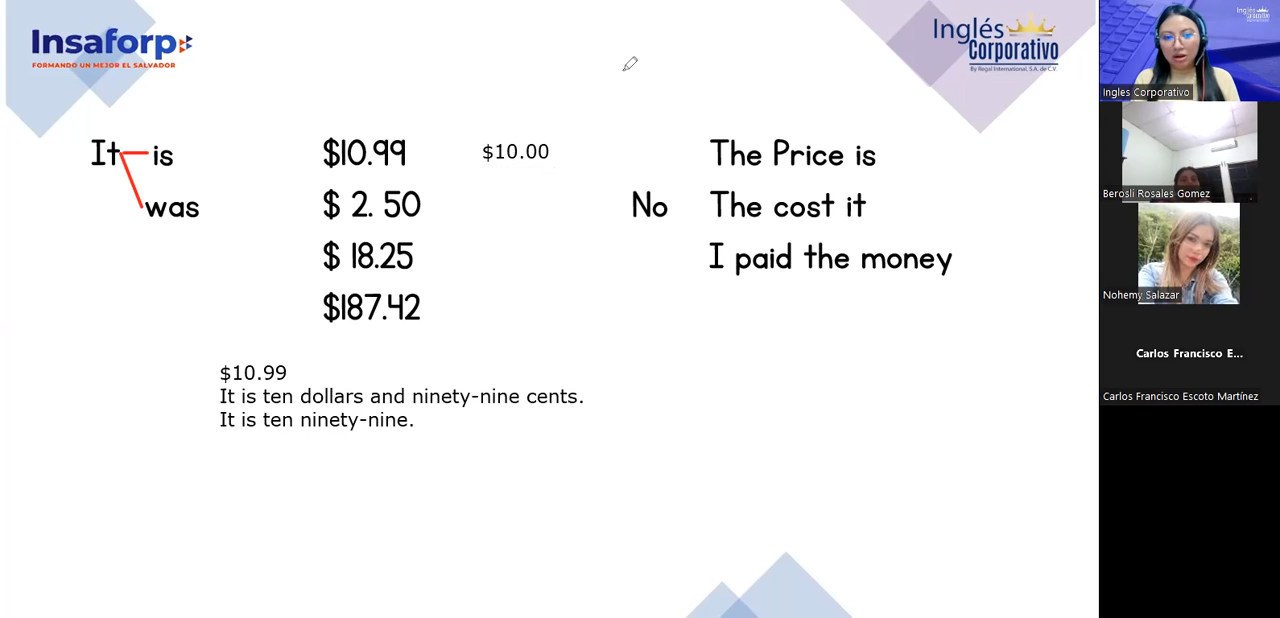 Insaforp
FORMANDO UN MEJOR EL SALVADOR
Inglés
Corporativo
By Regal International, S.A. de C.V.
It is $10.99 $10.00 The Price is
was $ 2. 50 No The cost it
$ 18.25 I paid the money
$187.42
$10.99
It is ten dollars and ninety-nine cents.
It is ten ninety-nine.
Ingles Corporativo
Berosli Rosales Gomez
Nohemy Salazar
Carlos Francisco E...
Carlos Francisco Escoto Martínez